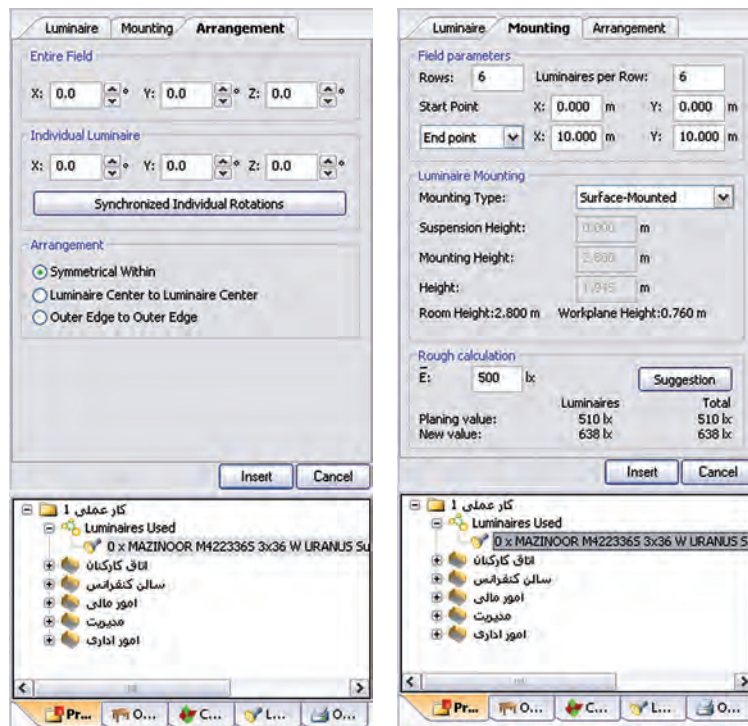 Luminaire Mounting Arrangement
Entire Field
X: 0.0 ° Y: 0.0 ° Z: 0.0 °
Individual Luminaire
X: 0.0 ° Y: 0.0 ° Z: 0.0 °
Synchronized Individual Rotations
Arrangement
Symmetrical Within
Luminaire Center to Luminaire Center
Outer Edge to Outer Edge
Insert Cancel
کار عملی 1
Luminaires Used
0 x MAZINOOR M422336S 3x36 W URANUS Su
اتاق کارکنان
سالن کنفرانس
امور مالی
مدیریت
امور اداری
Pr... O... C... L... O...
Luminaire Mounting Arrangement
Field parameters
Rows: 6 Luminaires per Row: 6
Start Point X: 0.000 m Y: 0.000 m
End point X: 10.000 m Y: 10.000 m
Luminaire Mounting
Mounting Type: Surface-Mounted
Suspension Height: 0.000 m
Mounting Height: 2.800 m
Height: 1.945 m
Room Height:2.800 m Workplane Height:0.760 m
Rough calculation
E: 500 lx Suggestion
Luminaires Total
Planing value: 510 lx 510 lx
New value: 638 lx 638 lx
Insert Cancel
کار عملی 1
Luminaires Used
0 x MAZINOOR M422336S 3x36 W URANUS S
اتاق کارکنان
سالن کنفرانس
امور مالی
مدیریت
امور اداری
Pr... O... C... L... O...